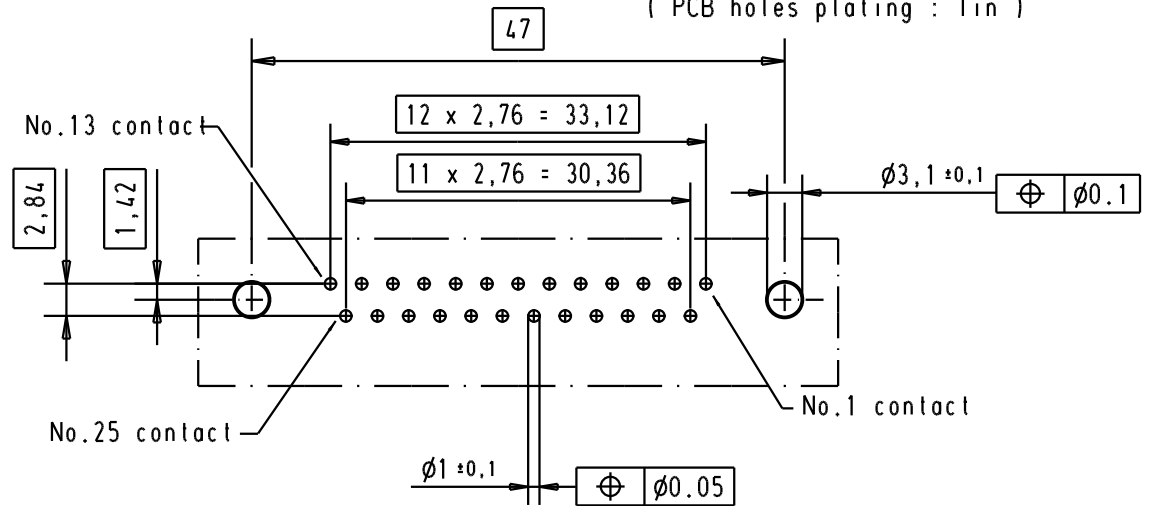 ( PCB holes plating : Tin )
47
12 x 2,76 = 33,12
No.13 contact
11 x 2,76 = 30,36
Ø3,1 ±0,1
Ø0.1
2,84
1,42
No.1 contact
No.25 contact
Ø1 ±0,1
Ø0.05